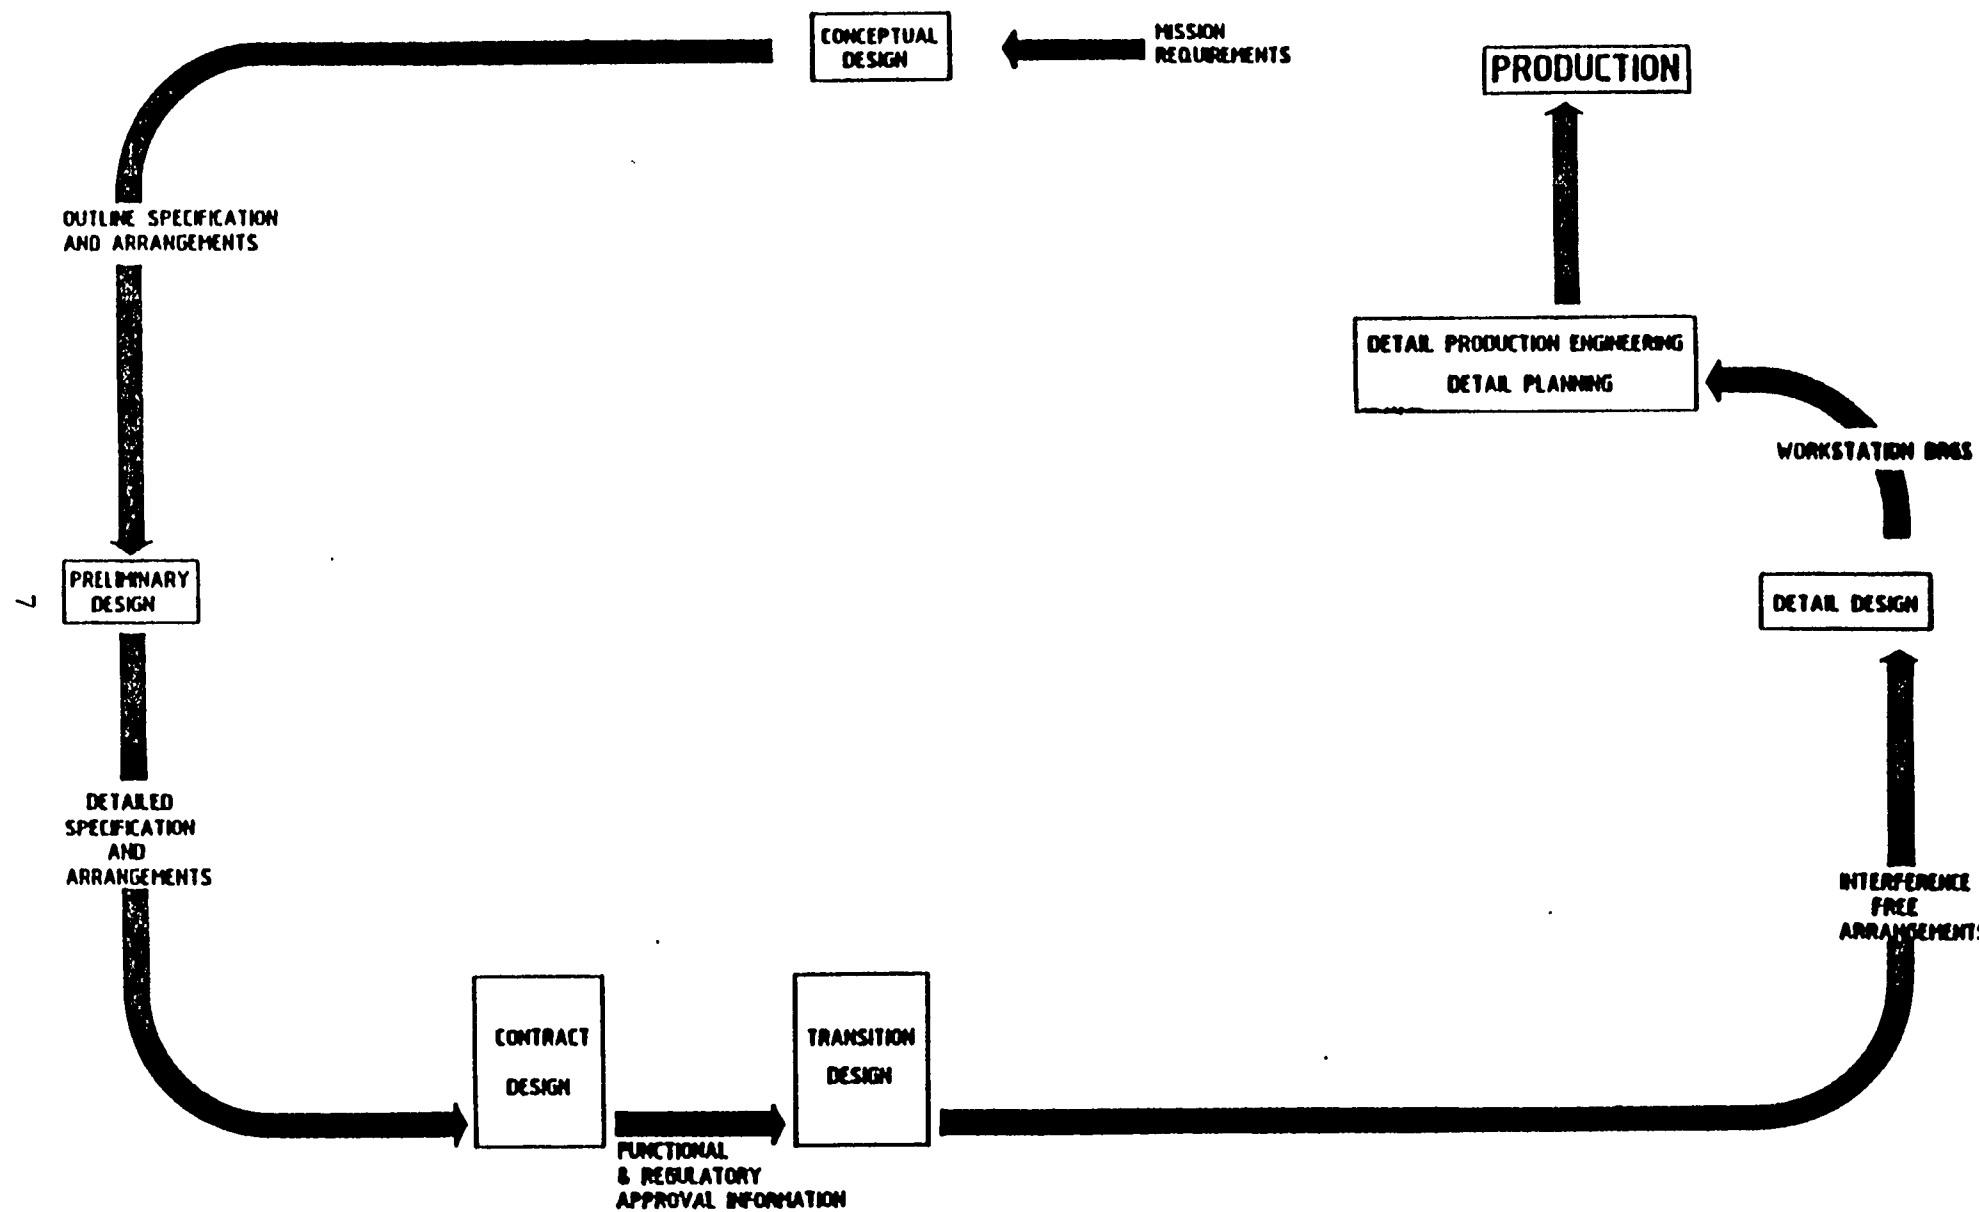 CONCEPTUAL
DESIGN
MISSION
REQUIREMENTS
PRODUCTION
OUTLINE SPECIFICATION
AND ARRANGEMENTS
DETAIL PRODUCTION ENGINEERING
DETAIL PLANNING
WORKSTATION DRGS
PRELIMINARY
DESIGN
7
DETAIL DESIGN
DETAILED
SPECIFICATION
AND
ARRANGEMENTS
INTERFERENCE
FREE
ARRANGEMENTS
CONTRACT
DESIGN
TRANSITION
DESIGN
FUNCTIONAL
& REGULATORY
APPROVAL INFORMATION